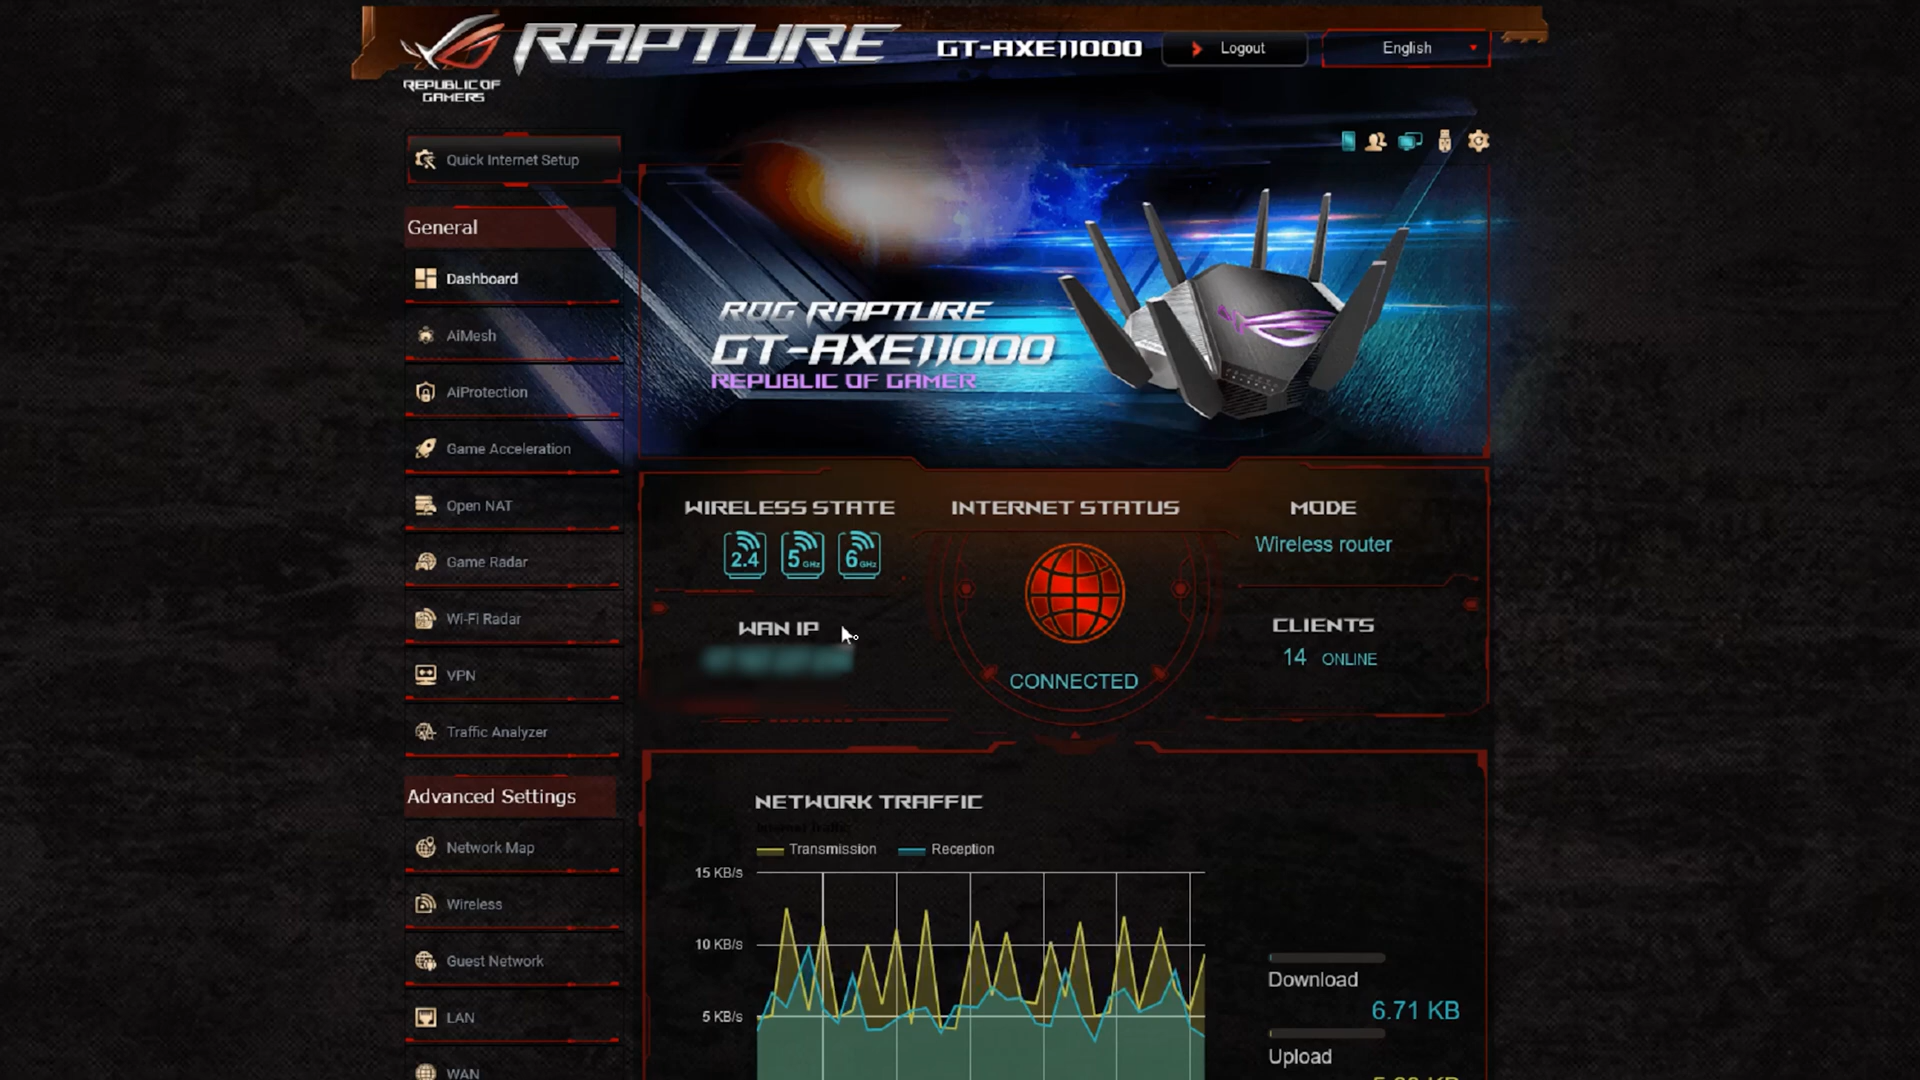 RAPTURE
REPUBLIC OF
GAMERS
GT-AXE11000
Logout
English
Quick Internet Setup
General
Dashboard
AiMesh
AiProtection
Game Acceleration
Open NAT
Game Radar
Wi-Fi Radar
VPN
Traffic Analyzer
Advanced Settings
Network Map
Wireless
Guest Network
LAN
WAN
ROG RAPTURE
GT-AXE11000
REPUBLIC OF GAMER
WIRELESS STATE
2.4
5 GHz
6 GHz
WAN IP
INTERNET STATUS
CONNECTED
MODE
Wireless router
CLIENTS
14 ONLINE
NETWORK TRAFFIC
Transmission
Reception
15 KB/s
10 KB/s
5 KB/s
Download
6.71 KB
Upload